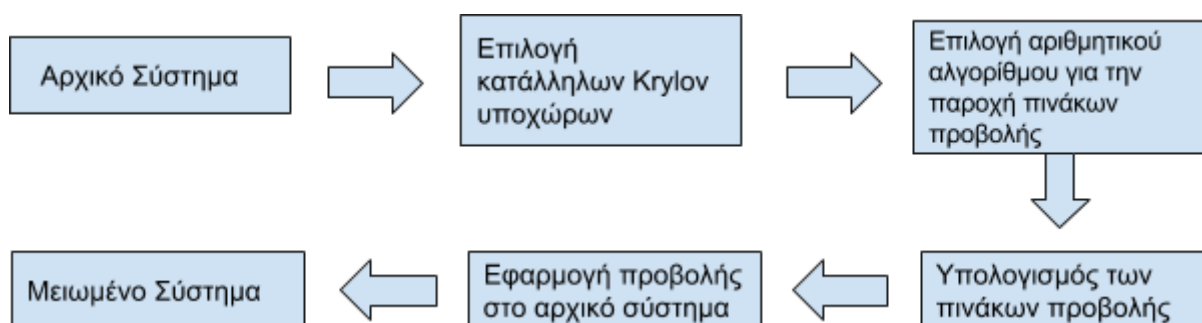 Αρχικό Σύστημα
Επιλογή
κατάλληλων Krylov
υποχώρων
Επιλογή αριθμητικού
αλγορίθμου για την
παροχή πινάκων
προβολής
Υπολογισμός των
πινάκων προβολής
Εφαρμογή προβολής
στο αρχικό σύστημα
Μειωμένο Σύστημα